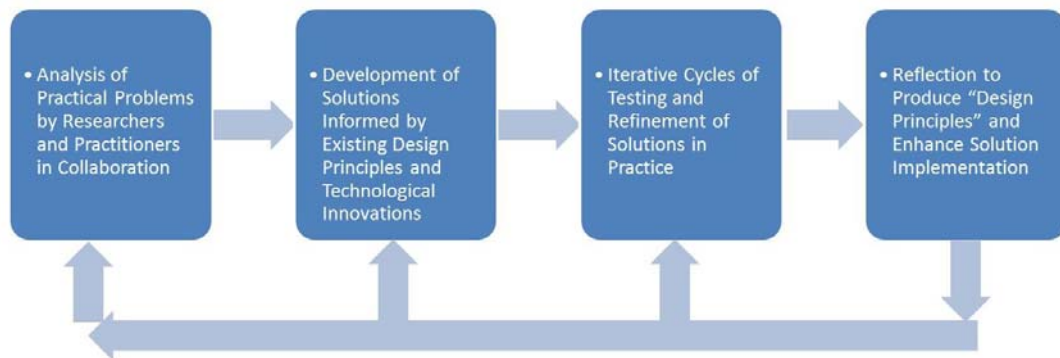 • Analysis of
Practical Problems
by Researchers
and Practitioners
in Collaboration
• Development of
Solutions
Informed by
Existing Design
Principles and
Technological
Innovations
• Iterative Cycles of
Testing and
Refinement of
Solutions in
Practice
• Reflection to
Produce “Design
Principles” and
Enhance Solution
Implementation